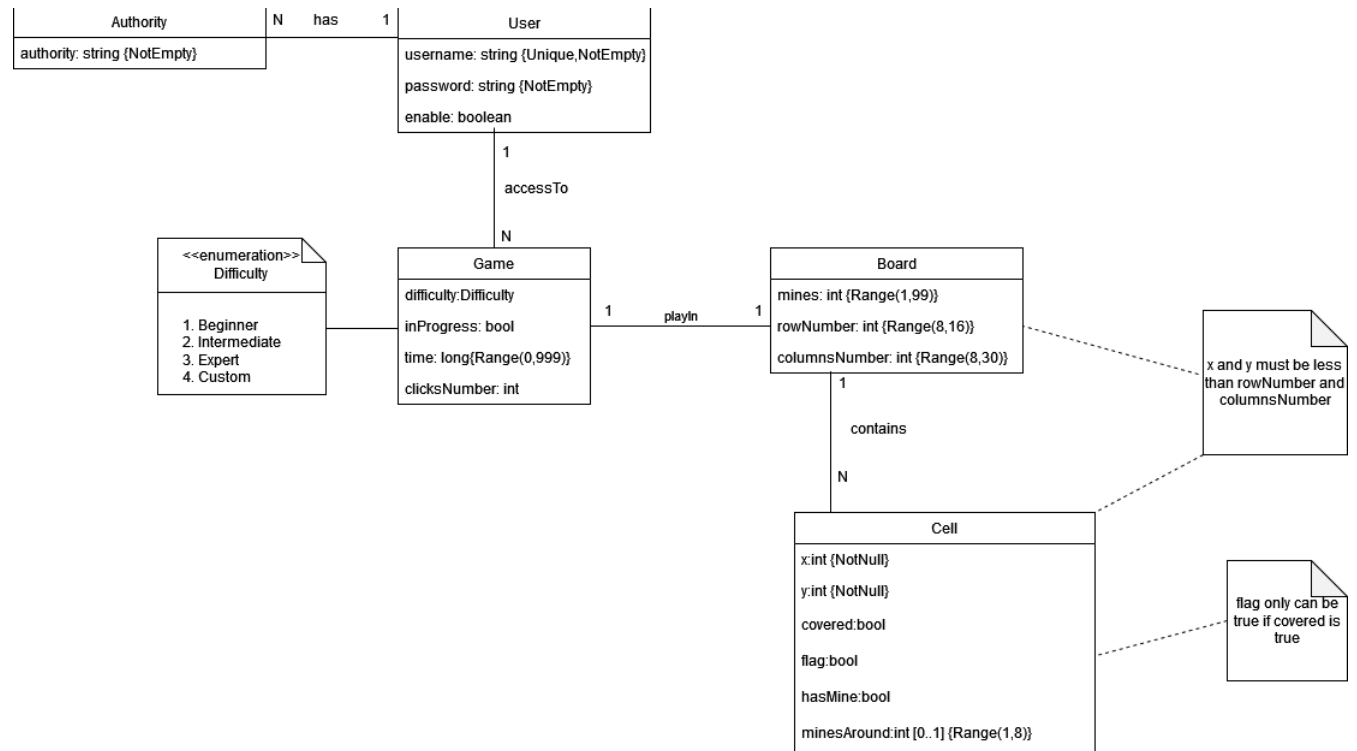 Authority
N has 1
User
authority: string {NotEmpty}
username: string {Unique,NotEmpty}
password: string {NotEmpty}
enable: boolean
1
accessTo
N
<<enumeration>>
Difficulty
1. Beginner
2. Intermediate
3. Expert
4. Custom
Game
difficulty:Difficulty
inProgress: bool
time: long{Range(0,999)}
clicksNumber: int
1 playIn 1
Board
mines: int {Range(1,99)}
rowNumber: int {Range(8,16)}
columnsNumber: int {Range(8,30)}
x and y must be less
than rowNumber and
columnsNumber
1
contains
N
Cell
x:int {NotNull}
y:int {NotNull}
covered:bool
flag:bool
hasMine:bool
minesAround:int [0..1] {Range(1,8)}
flag only can be
true if covered is
true